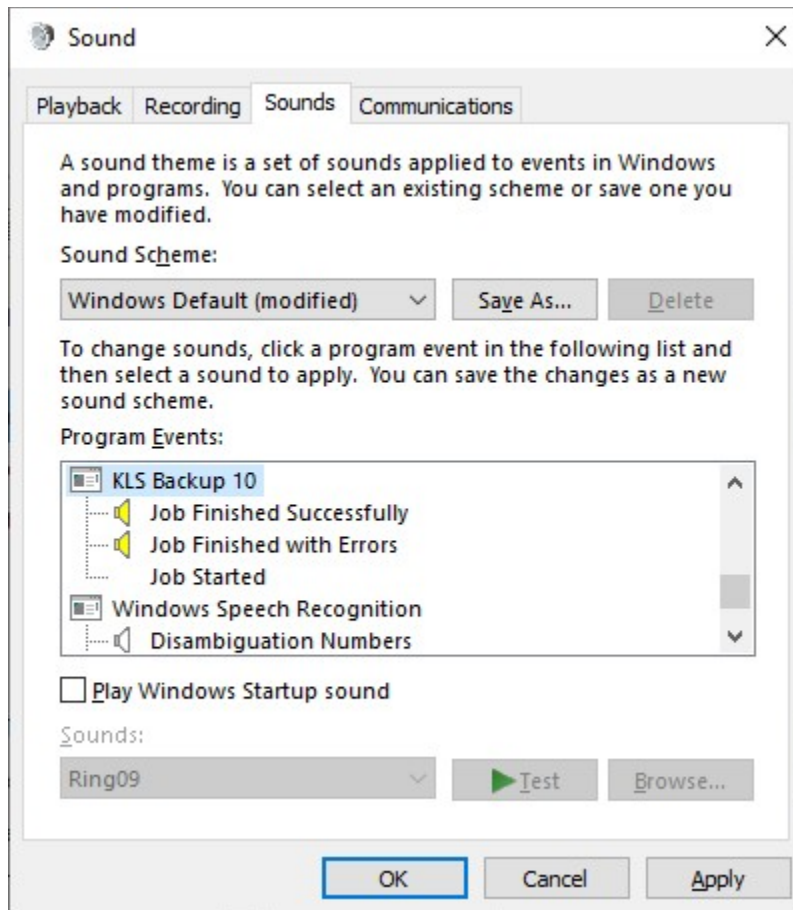 Sound
Playback Recording Sounds Communications
A sound theme is a set of sounds applied to events in Windows
and programs.  You can select an existing scheme or save one you
have modified.
Sound Scheme:
Windows Default (modified) Save As... Delete
To change sounds, click a program event in the following list and
then select a sound to apply.  You can save the changes as a new
sound scheme.
Program Events:
KLS Backup 10
Job Finished Successfully
Job Finished with Errors
Job Started
Windows Speech Recognition
Disambiguation Numbers
Play Windows Startup sound
Sounds:
Ring09 Test Browse...
OK Cancel Apply